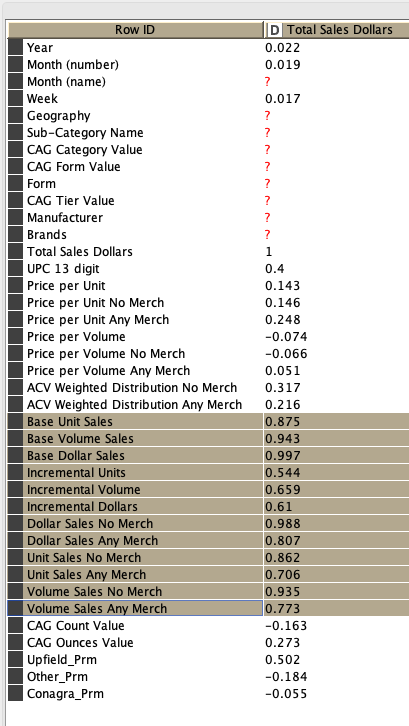 Row ID D Total Sales Dollars
Year 0.022
Month (number) 0.019
Month (name) ?
Week 0.017
Geography ?
Sub-Category Name ?
CAG Category Value ?
CAG Form Value ?
Form ?
CAG Tier Value ?
Manufacturer ?
Brands ?
Total Sales Dollars 1
UPC 13 digit 0.4
Price per Unit 0.143
Price per Unit No Merch 0.146
Price per Unit Any Merch 0.248
Price per Volume -0.074
Price per Volume No Merch -0.066
Price per Volume Any Merch 0.051
ACV Weighted Distribution No Merch 0.317
ACV Weighted Distribution Any Merch 0.216
Base Unit Sales 0.875
Base Volume Sales 0.943
Base Dollar Sales 0.997
Incremental Units 0.544
Incremental Volume 0.659
Incremental Dollars 0.61
Dollar Sales No Merch 0.988
Dollar Sales Any Merch 0.807
Unit Sales No Merch 0.862
Unit Sales Any Merch 0.706
Volume Sales No Merch 0.935
Volume Sales Any Merch 0.773
CAG Count Value -0.163
CAG Ounces Value 0.273
Upfield_Prm 0.502
Other_Prm -0.184
Conagra_Prm -0.055